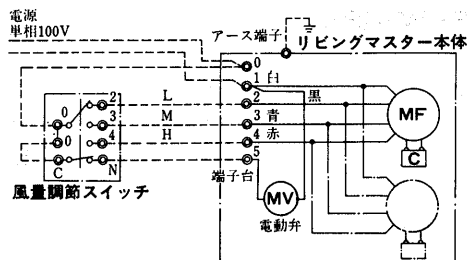 電源
単相100V
アース端子
リビングマスター本体
0
1 白
2 黒
3 青
4 赤
5
端子台
L
M
H
0
0
C
2
3
4
N
風量調節スイッチ
MF
C
MV
電動弁